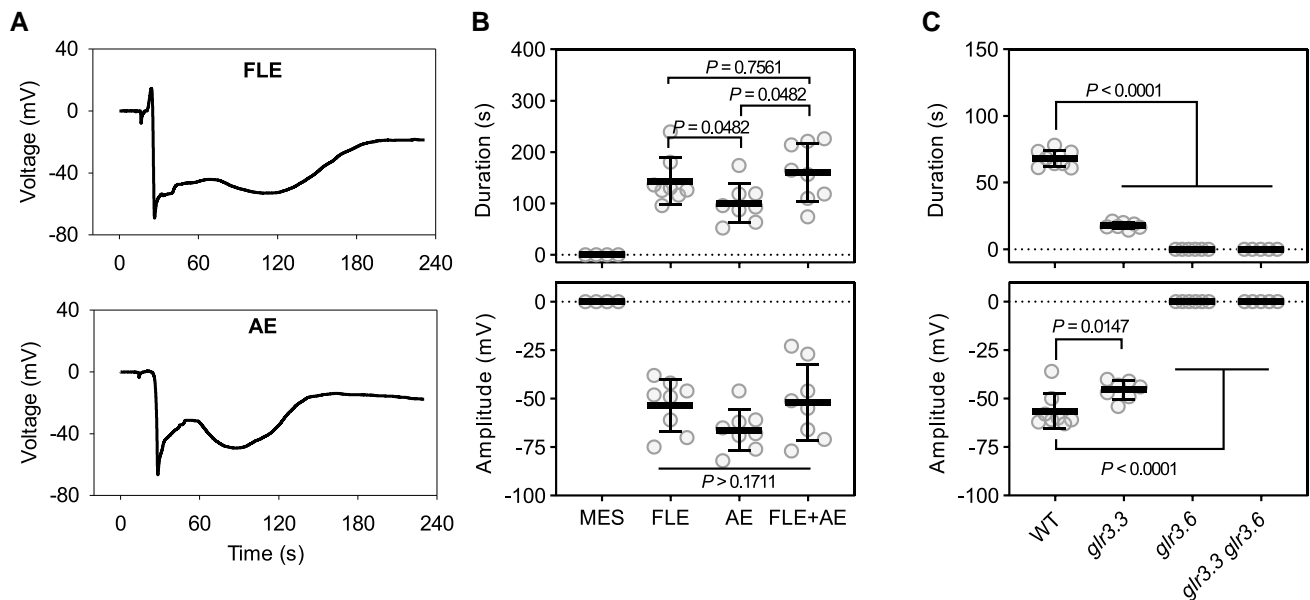 A
FLE
Voltage (mV)
40
0
-40
-80
0 60 120 180 240
AE
Voltage (mV)
40
0
-40
-80
0 60 120 180 240
Time (s)
B
Duration (s)
400
300
200
100
0
P = 0.7561
P = 0.0482
P = 0.0482
Amplitude (mV)
0
-25
-50
-75
-100
P > 0.1711
MES FLE AE FLE+AE
C
Duration (s)
150
100
50
0
P < 0.0001
Amplitude (mV)
0
-25
-50
-75
-100
P = 0.0147
P < 0.0001
WT glr3.3 glr3.6 glr3.3 glr3.6